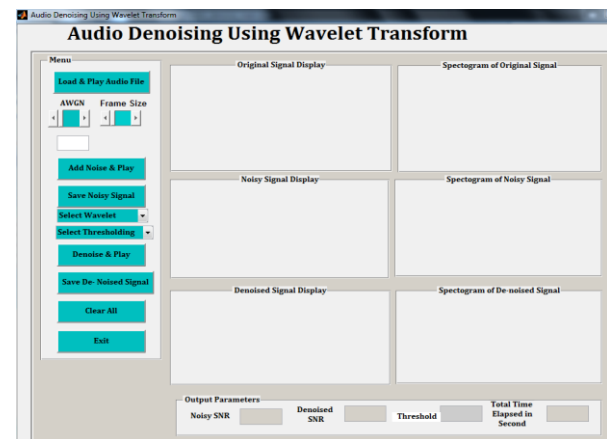 Audio Denoising Using Wavelet Transform
Audio Denoising Using Wavelet Transform
Menu
Load & Play Audio File
AWGN Frame Size
Add Noise & Play
Save Noisy Signal
Select Wavelet
Select Thresholding
Denoise & Play
Save De- Noised Signal
Clear All
Exit
Original Signal Display
Spectogram of Original Signal
Noisy Signal Display
Spectogram of Noisy Signal
Denoised Signal Display
Spectogram of De-noised Signal
Output Parameters
Noisy SNR
Denoised
SNR
Threshold
Total Time
Elapsed in
Second